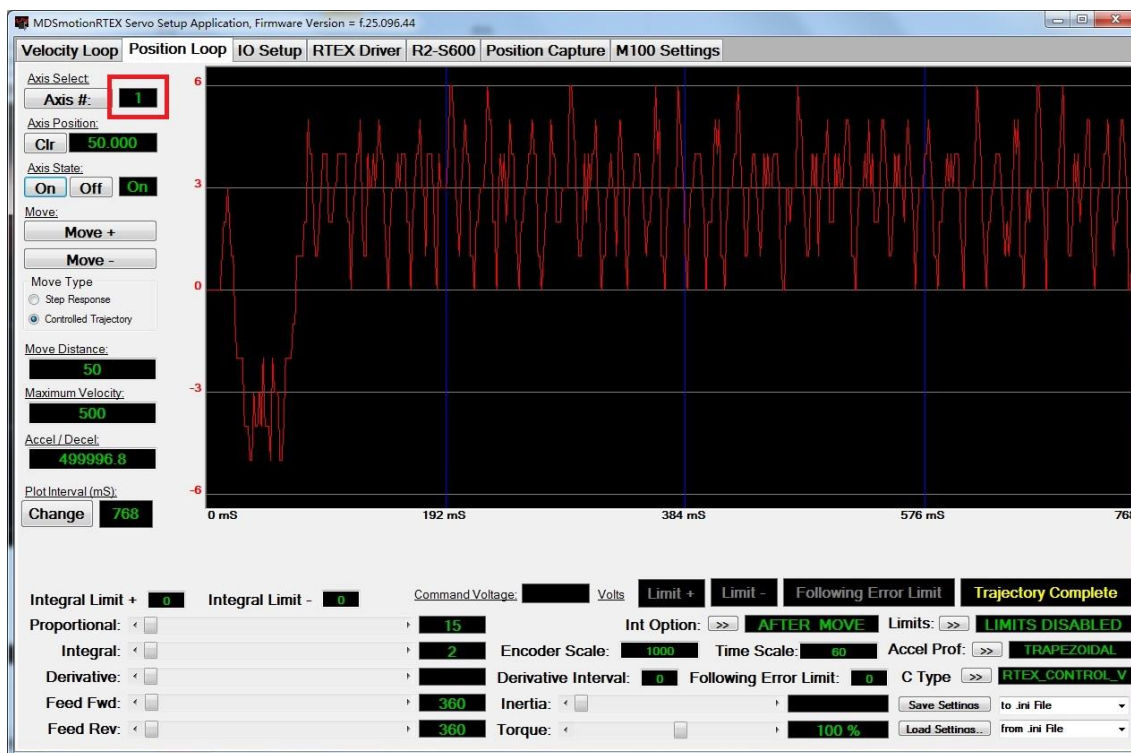 MDSmotionRTEX Servo Setup Application, Firmware Version = f.25.096.44
Velocity Loop Position Loop IO Setup RTEX Driver R2-S600 Position Capture M100 Settings
Axis Select
Axis #: 1
Axis Position:
Clr 50.000
Axis State:
On Off On
Move:
Move +
Move -
Move Type
Step Response
Controlled Trajectory
Move Distance:
50
Maximum Velocity:
500
Accel / Decel:
499996.8
Plot Interval (mS):
Change 768
6
3
0
-3
-6
0 mS 192 mS 384 mS 576 mS 768
Integral Limit + 0 Integral Limit - 0 Command Voltage: Volts Limit + Limit - Following Error Limit Trajectory Complete
Proportional: 15 Int Option: >> AFTER MOVE Limits: >> LIMITS DISABLED
Integral: 2 Encoder Scale: 1000 Time Scale: 60 Accel Prof: >> TRAPEZOIDAL
Derivative: Derivative Interval: 0 Following Error Limit: 0 C Type >> RTEX_CONTROL_V
Feed Fwd: 360 Inertia: Save Settings to .ini File
Feed Rev: 360 Torque: 100 % Load Settings.. from .ini File